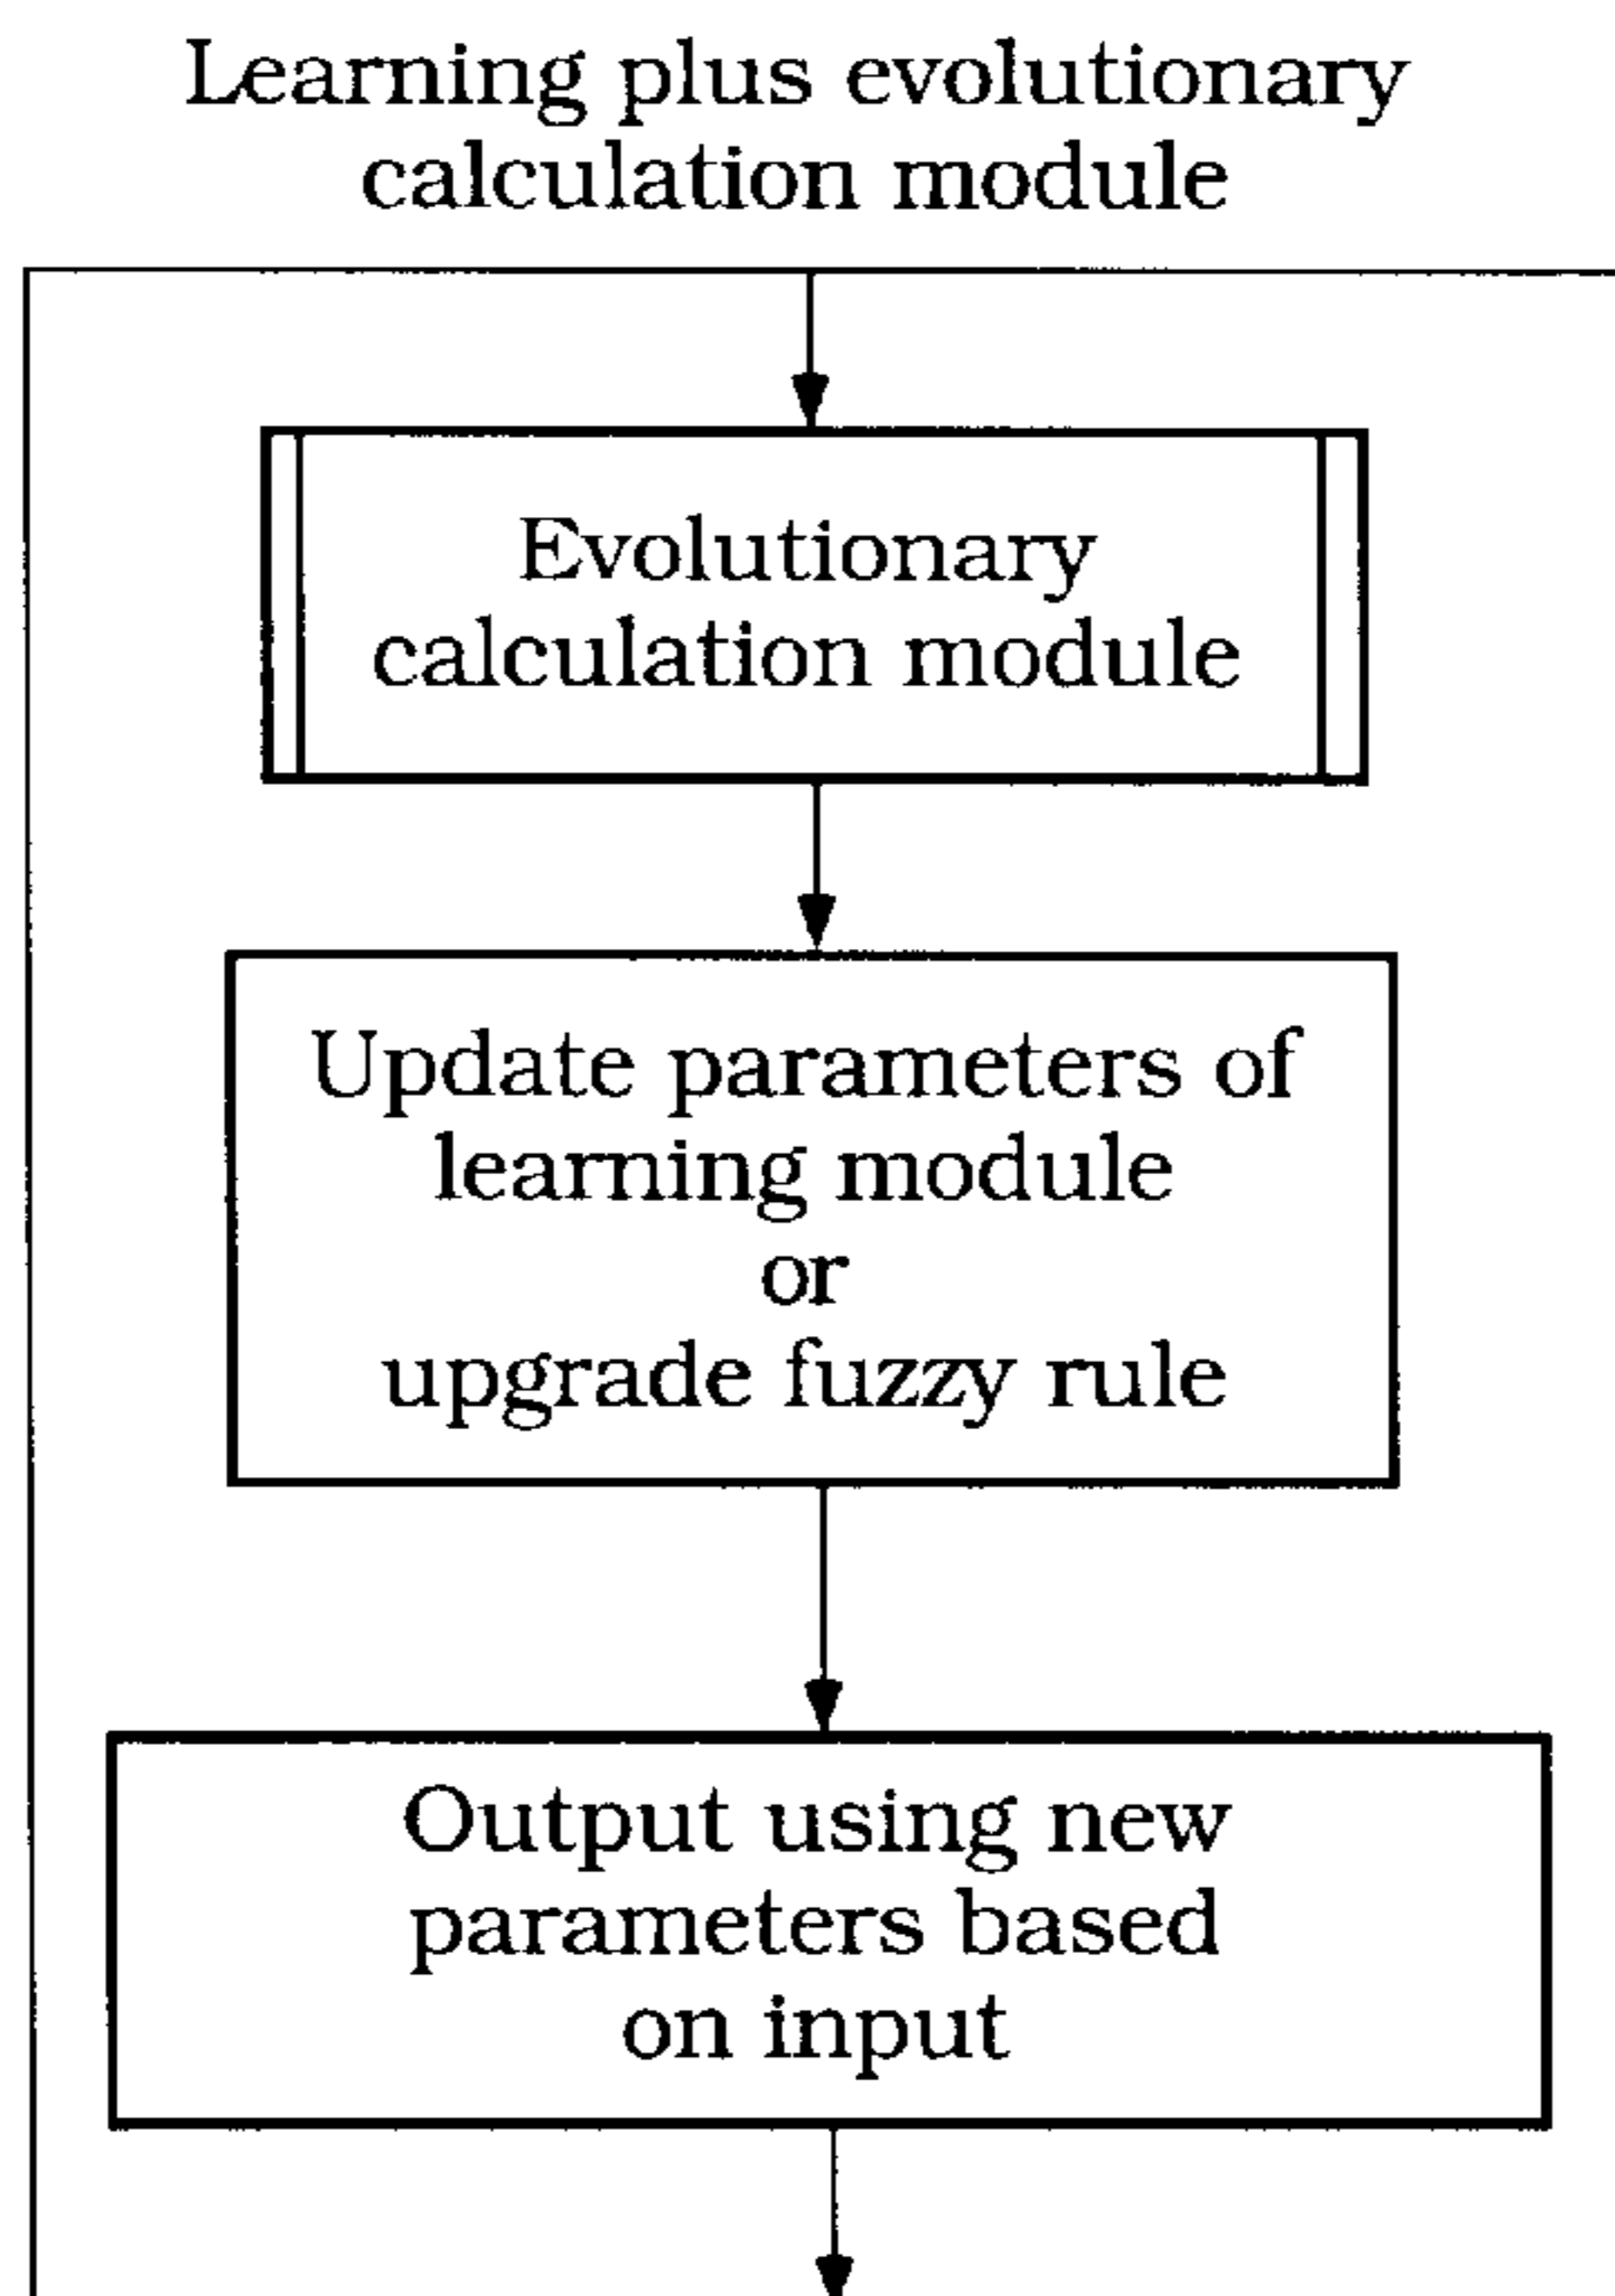 Learning plus evolutionary
calculation module
Evolutionary
calculation module
Update parameters of
learning module
or
upgrade fuzzy rule
Output using new
parameters based
on input